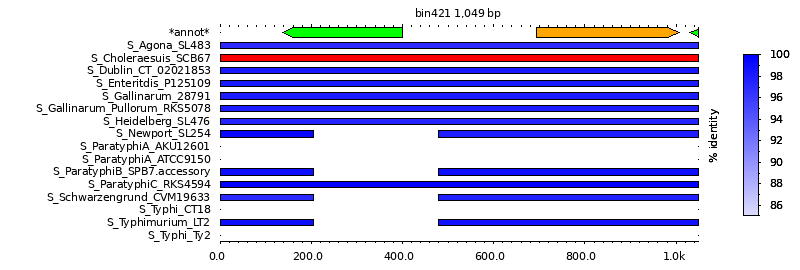 bin421 1,049 bp
*annot*
S_Agona_SL483
S_Choleraesuis_SCB67
S_Dublin_CT_02021853
S_Enteritdis_P125109
S_Gallinarum_28791
S_Gallinarum_Pullorum_RKS5078
S_Heidelberg_SL476
S_Newport_SL254
S_ParatyphiA_AKU12601
S_ParatyphiA_ATCC9150
S_ParatyphiB_SPB7.accessory
S_ParatyphiC_RKS4594
S_Schwarzengrund_CVM19633
S_Typhi_CT18
S_Typhimurium_LT2
S_Typhi_Ty2
0.0 200.0 400.0 600.0 800.0 1.0k
% identity
100
98
96
94
92
90
88
86